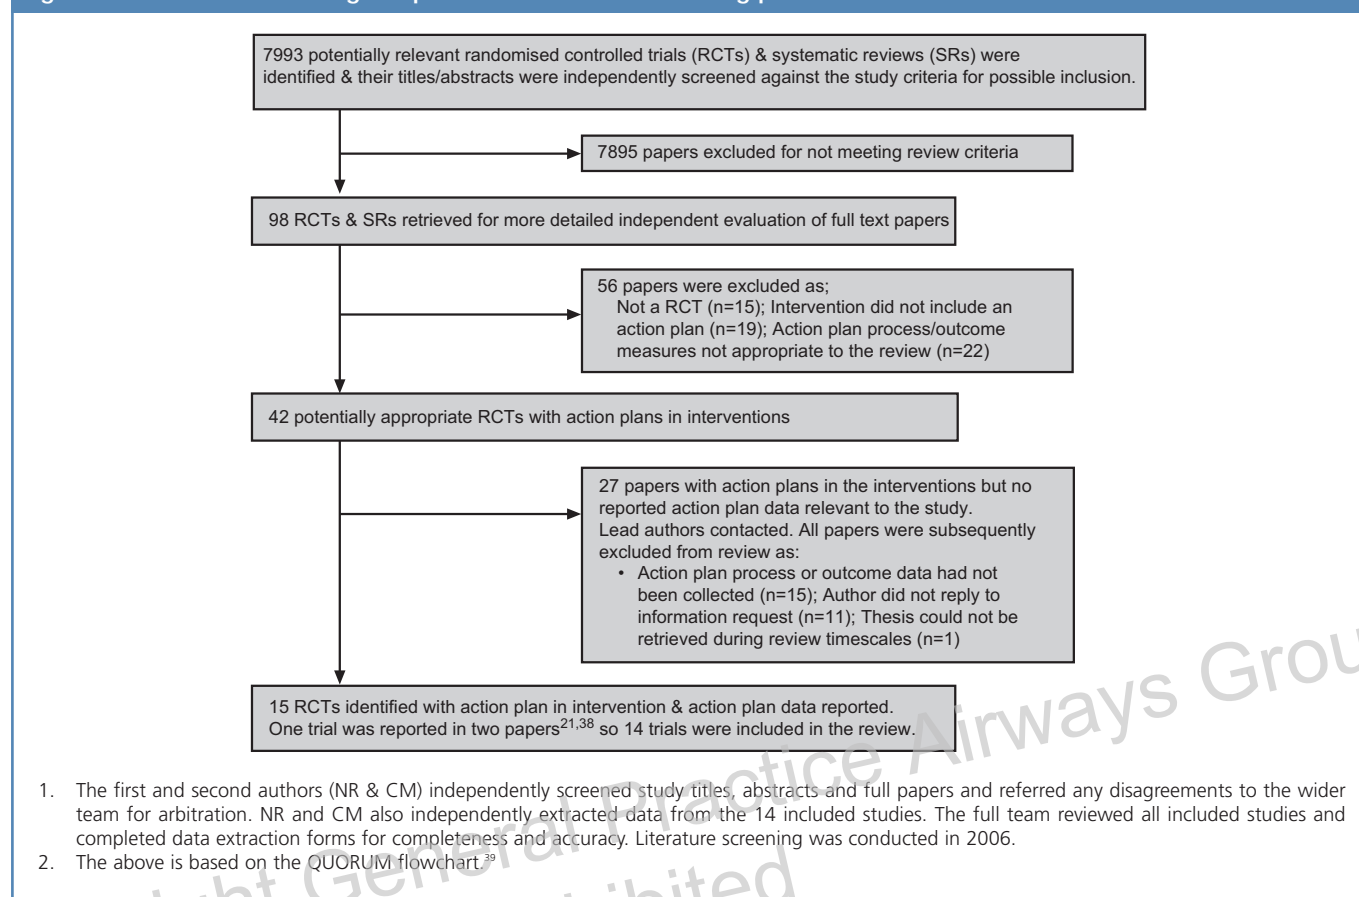 7993 potentially relevant randomised controlled trials (RCTs) & systematic reviews (SRs) were
identified & their titles/abstracts were independently screened against the study criteria for possible inclusion.
7895 papers excluded for not meeting review criteria
98 RCTs & SRs retrieved for more detailed independent evaluation of full text papers
56 papers were excluded as;
Not a RCT (n=15); Intervention did not include an
action plan (n=19); Action plan process/outcome
measures not appropriate to the review (n=22)
42 potentially appropriate RCTs with action plans in interventions
27 papers with action plans in the interventions but no
reported action plan data relevant to the study.
Lead authors contacted. All papers were subsequently
excluded from review as:
• Action plan process or outcome data had not
been collected (n=15); Author did not reply to
information request (n=11); Thesis could not be
retrieved during review timescales (n=1)
15 RCTs identified with action plan in intervention & action plan data reported.
One trial was reported in two papers21,38 so 14 trials were included in the review.
1. The first and second authors (NR & CM) independently screened study titles, abstracts and full papers and referred any disagreements to the wider
team for arbitration. NR and CM also independently extracted data from the 14 included studies. The full team reviewed all included studies and
completed data extraction forms for completeness and accuracy. Literature screening was conducted in 2006.
2. The above is based on the QUORUM flowchart.39
General Practice Airways